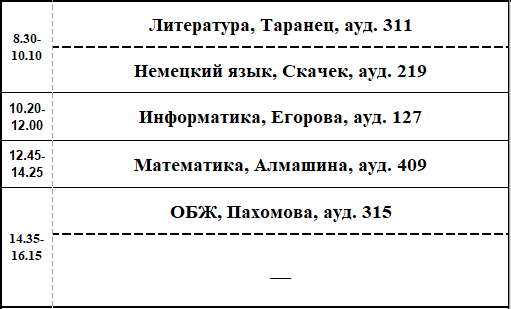 8.30-
10.10
Литература, Таранец, ауд. 311
Немецкий язык, Скачек, ауд. 219
10.20-
12.00
Информатика, Егорова, ауд. 127
12.45-
14.25
Математика, Алмашина, ауд. 409
14.35-
16.15
ОБЖ, Пахомова, ауд. 315
—